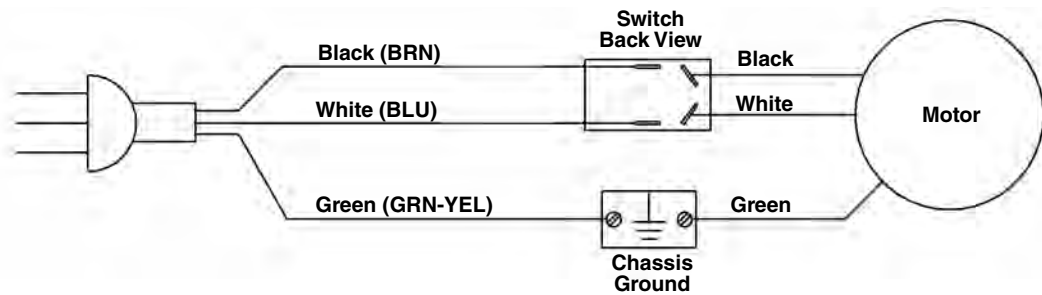 Switch
Back View
Black (BRN)
Black
White (BLU)
White
Motor
Green (GRN-YEL)
Green
Chassis
Ground